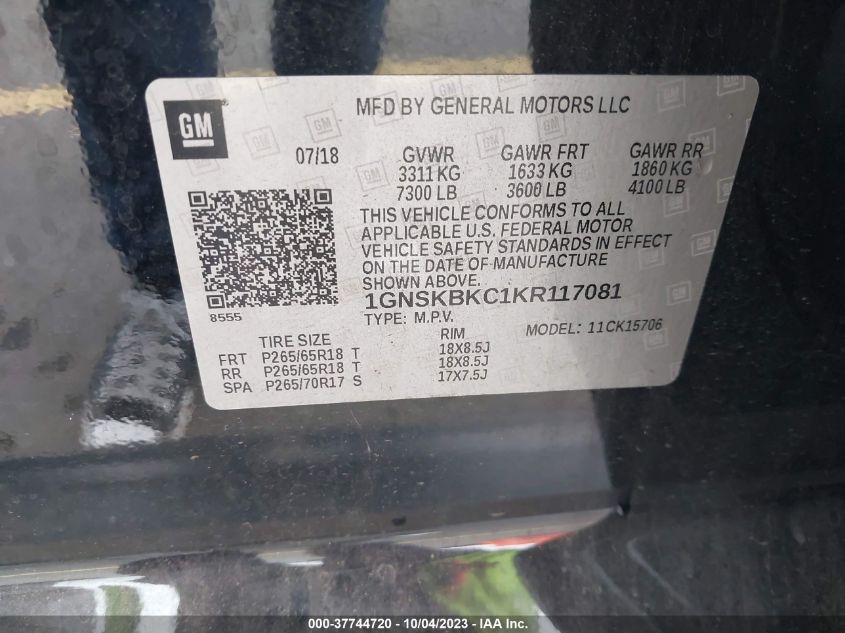 GM
MFD BY GENERAL MOTORS LLC
07/18 GVWR GAWR FRT GAWR RR
3311 KG 1633 KG 1860 KG
7300 LB 3600 LB 4100 LB
THIS VEHICLE CONFORMS TO ALL
APPLICABLE U.S. FEDERAL MOTOR
VEHICLE SAFETY STANDARDS IN EFFECT
ON THE DATE OF MANUFACTURE
SHOWN ABOVE.
8555
1GNSKBKC1KR117081
TYPE: M.P.V. MODEL: 11CK15706
TIRE SIZE RIM
FRT P265/65R18 T 18X8.5J
RR P265/65R18 T 18X8.5J
SPA P265/70R17 S 17X7.5J
000-37744720 - 10/04/2023 - IAA Inc.